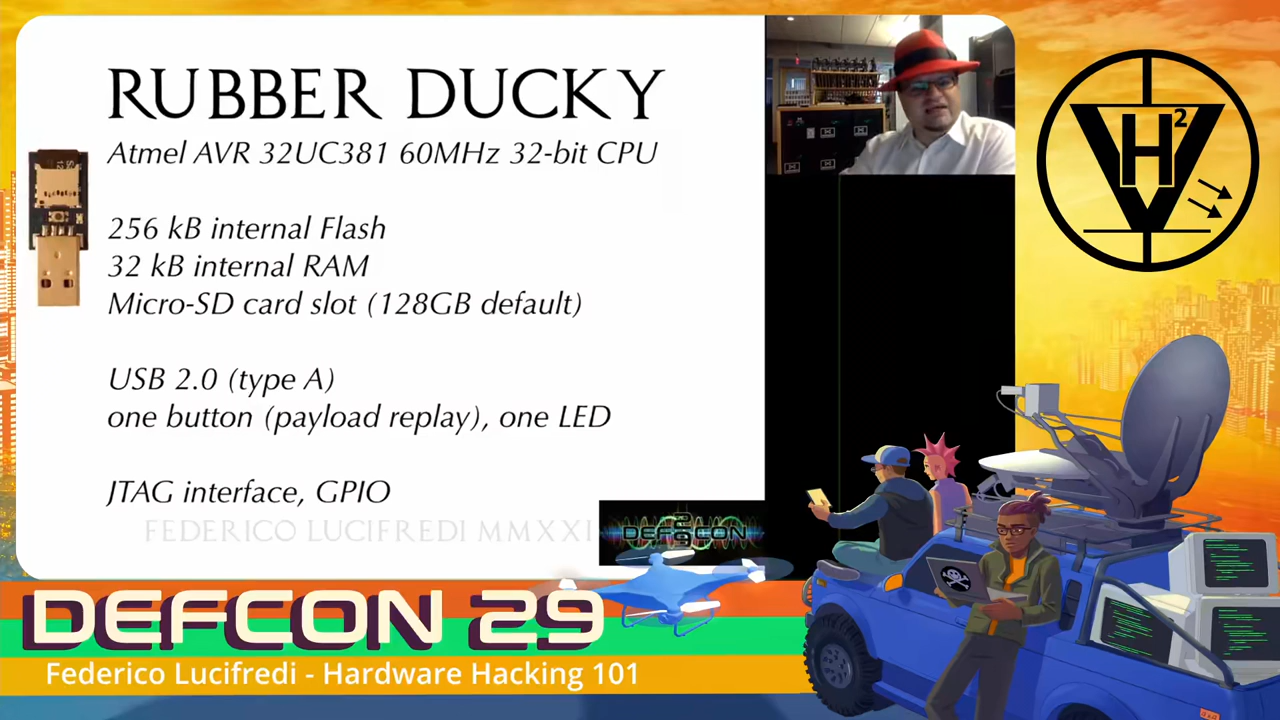 RUBBER DUCKY
Atmel AVR 32UC381 60MHz 32-bit CPU
256 kB internal Flash
32 kB internal RAM
Micro-SD card slot (128GB default)
USB 2.0 (type A)
one button (payload replay), one LED
JTAG interface, GPIO
FEDERICO LUCIFREDI MMXXI
DEFCON
H2
V
DEFCON 29
Federico Lucifredi - Hardware Hacking 101